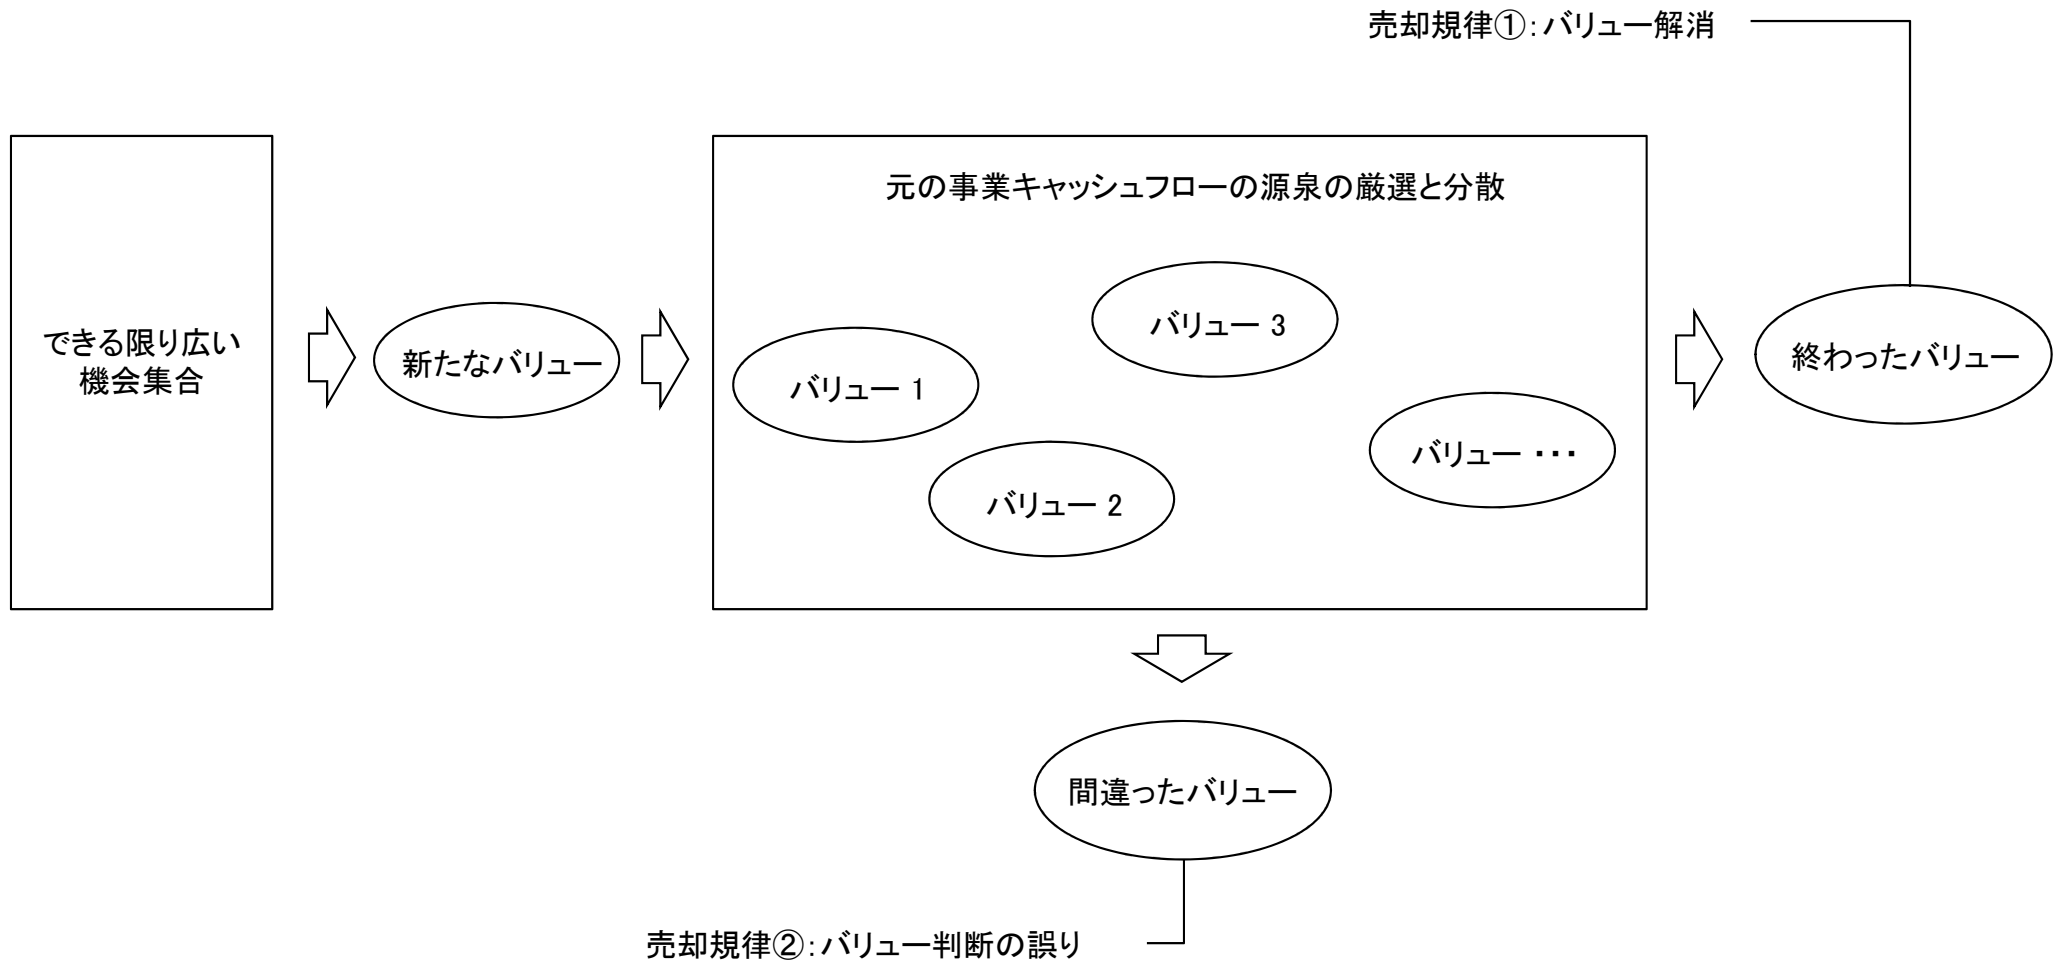 売却規律①：バリュー解消
元の事業キャッシュフローの源泉の厳選と分散
できる限り広い
機会集合
新たなバリュー
バリュー 1
バリュー 2
バリュー 3
バリュー ・・・
終わったバリュー
間違ったバリュー
売却規律②：バリュー判断の誤り